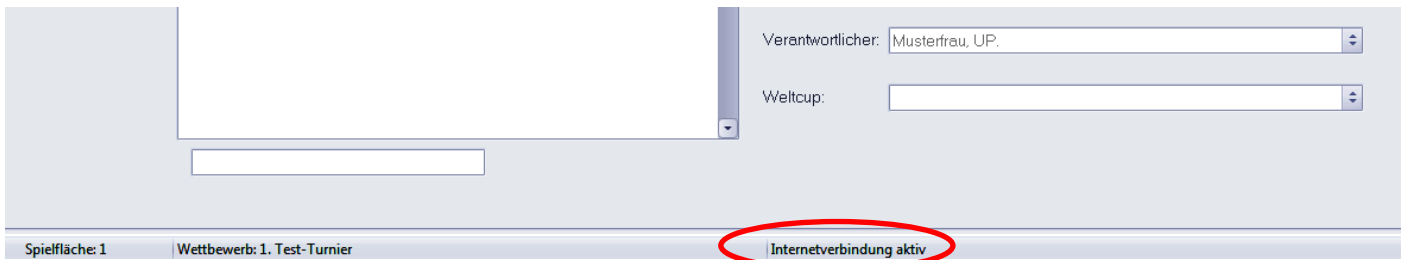 Verantwortlicher: Musterfrau, UP.
Weltcup:
Spielfläche: 1 Wettbewerb: 1. Test-Turnier Internetverbindung aktiv